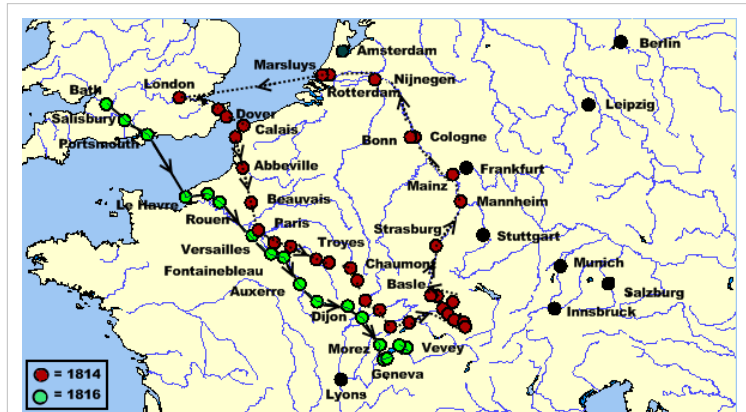 Berlin
Amsterdam
Marsluys
London
Nijnegen
Bath
Rotterdam
Leipzig
Dover
Salisbury
Calais
Portsmouth
Bonn
Cologne
Abbeville
Frankfurt
Mainz
Le Havre
Beauvais
Mannheim
Rouen
Paris
Strasburg
Stuttgart
Versailles
Troyes
Fontainebleau
Chaumont
Munich
Auxerre
Basle
Salzburg
Dijon
Innsbruck
Morez
Vevey
Geneva
= 1814
= 1816
Lyons